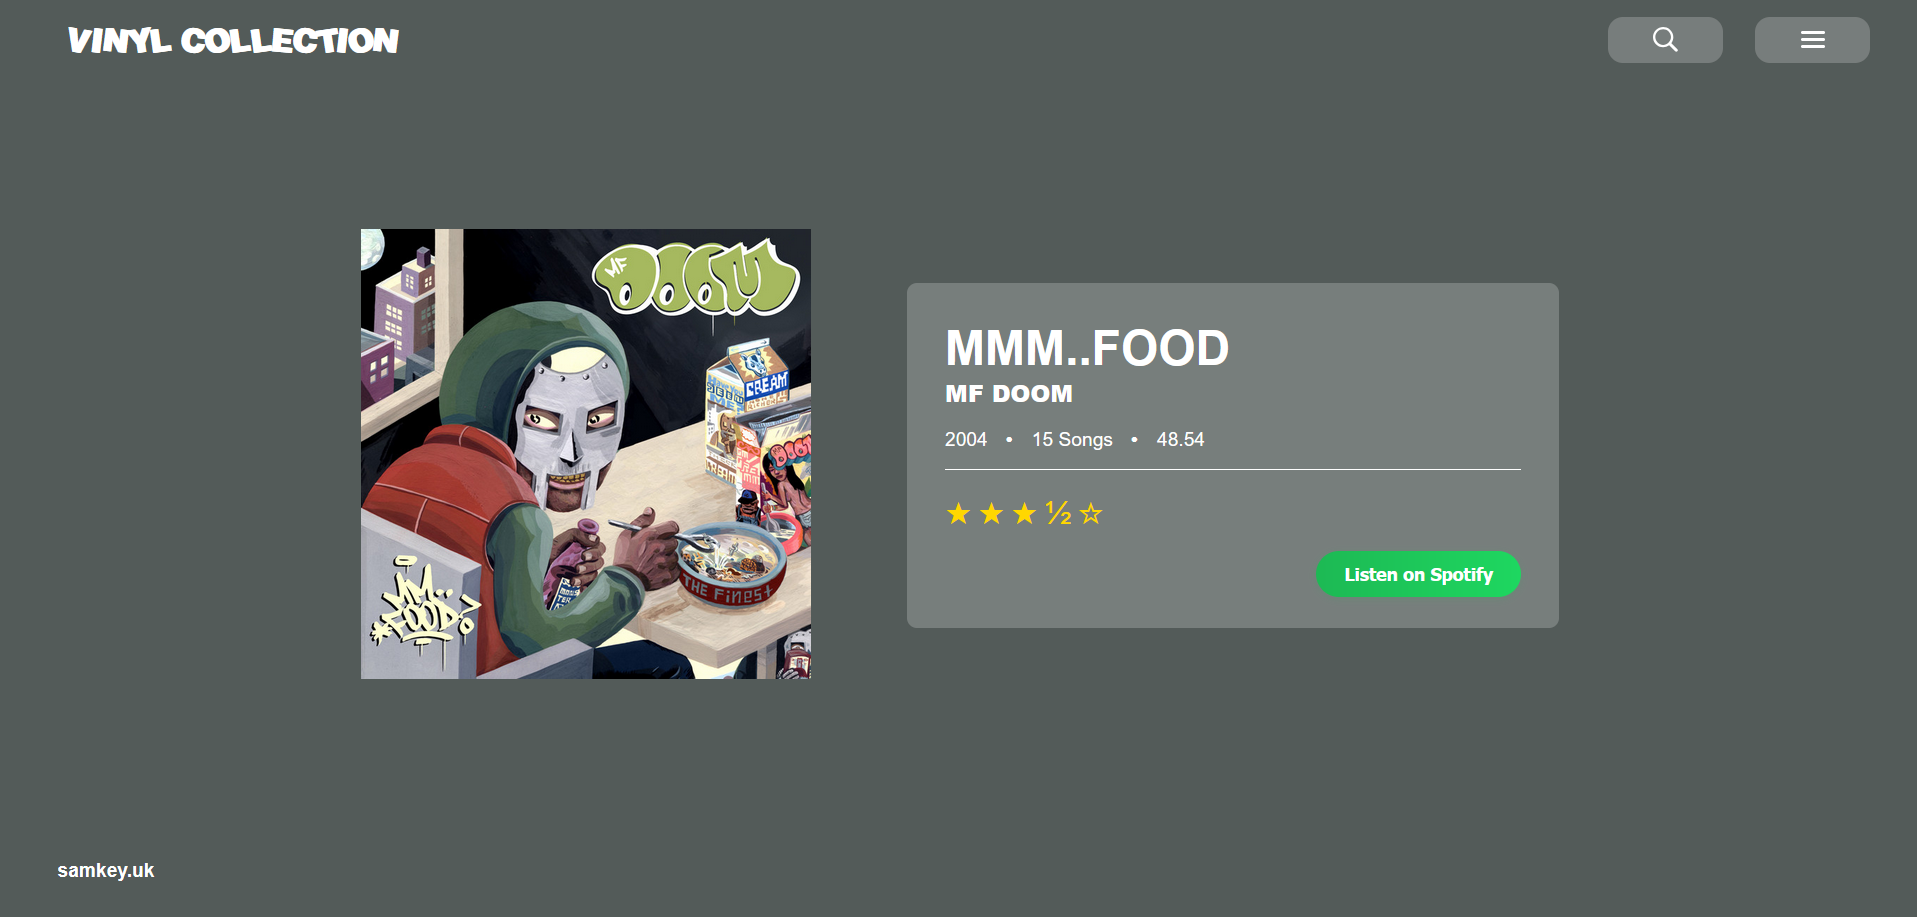 VINYL COLLECTION
MF DOOM
CREAM
CREAM
THE FINEST
MM..
FOOD?
MMM..FOOD
MF DOOM
2004 • 15 Songs • 48.54
★ ★ ★ ½ ☆
Listen on Spotify
samkey.uk